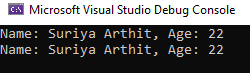 Microsoft Visual Studio Debug Console
Name: Suriya Arthit, Age: 22
Name: Suriya Arthit, Age: 22